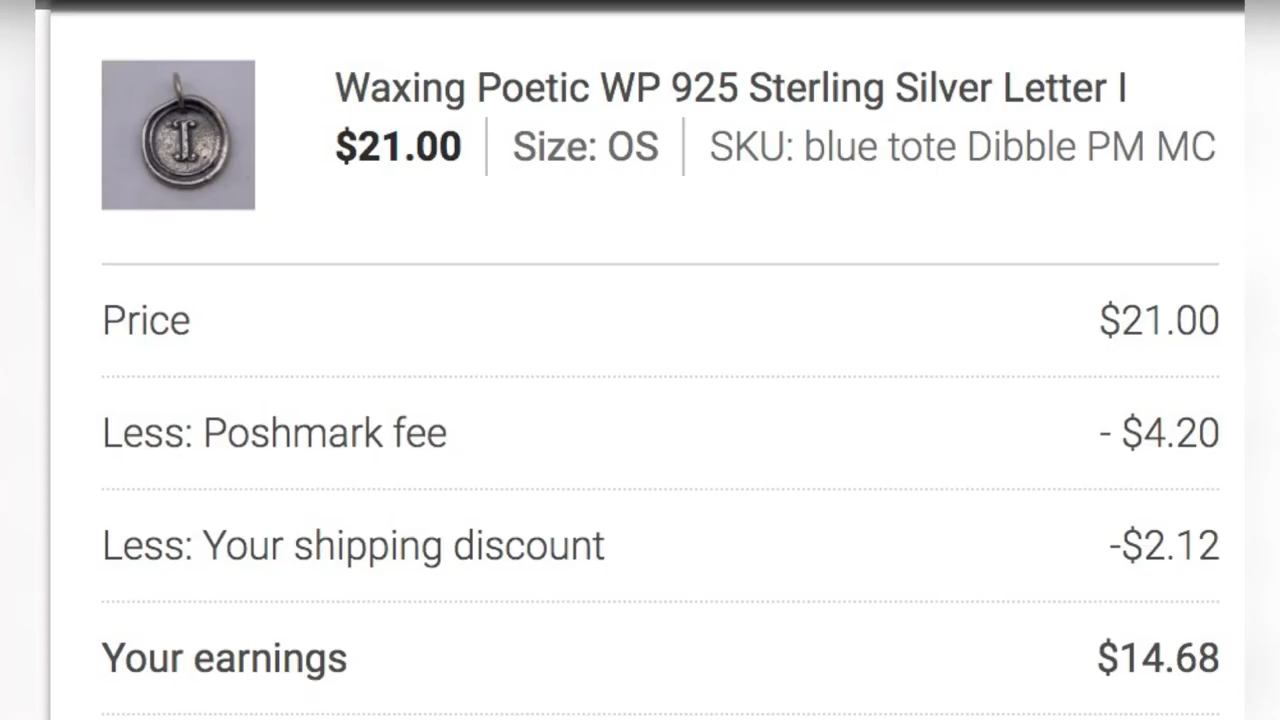 I
Waxing Poetic WP 925 Sterling Silver Letter I
$21.00 Size: OS SKU: blue tote Dibble PM MC
Price $21.00
Less: Poshmark fee - $4.20
Less: Your shipping discount -$2.12
Your earnings $14.68